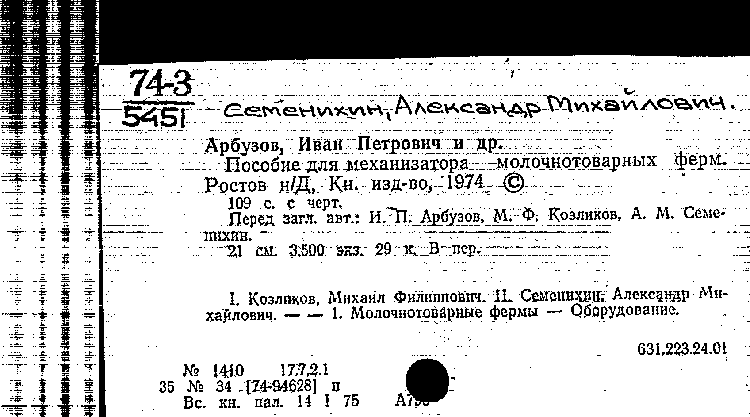 74-3
5451
Семенихин, Александр Михайлович.
Арбузов, Иван Петрович и др.
Пособие для механизатора молочнотоварных ферм.
Ростов н/Д, Кн. изд-во, 1974 ©
109 с. с черт.
Перед загл. авт.: И. П. Арбузов, М. Ф. Козликов, А. М. Семе-
нихин.
21 см. 3.500 экз. 29 к. В пер.
I. Козликов, Михаил Филиппович. II. Семенихин, Александр Ми-
хайлович. — — 1. Молочнотоварные фермы — Оборудование.
631.223.24.01
№ 1410 17.7.2.1
35 № 34 [74-94628] п
Вс. кн. пал. 14 1 75